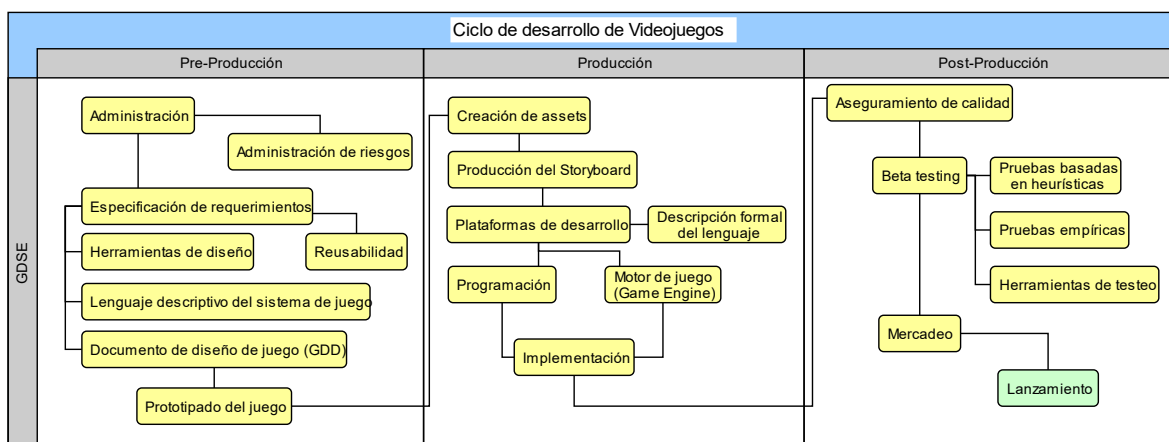 Ciclo de desarrollo de Videojuegos
Pre-Producción
Producción
Post-Producción
GDSE
Administración
Administración de riesgos
Especificación de requerimientos
Herramientas de diseño
Reusabilidad
Lenguaje descriptivo del sistema de juego
Documento de diseño de juego (GDD)
Prototipado del juego
Creación de assets
Producción del Storyboard
Plataformas de desarrollo
Descripción formal
del lenguaje
Programación
Motor de juego
(Game Engine)
Implementación
Aseguramiento de calidad
Beta testing
Pruebas basadas
en heurísticas
Pruebas empíricas
Herramientas de testeo
Mercadeo
Lanzamiento